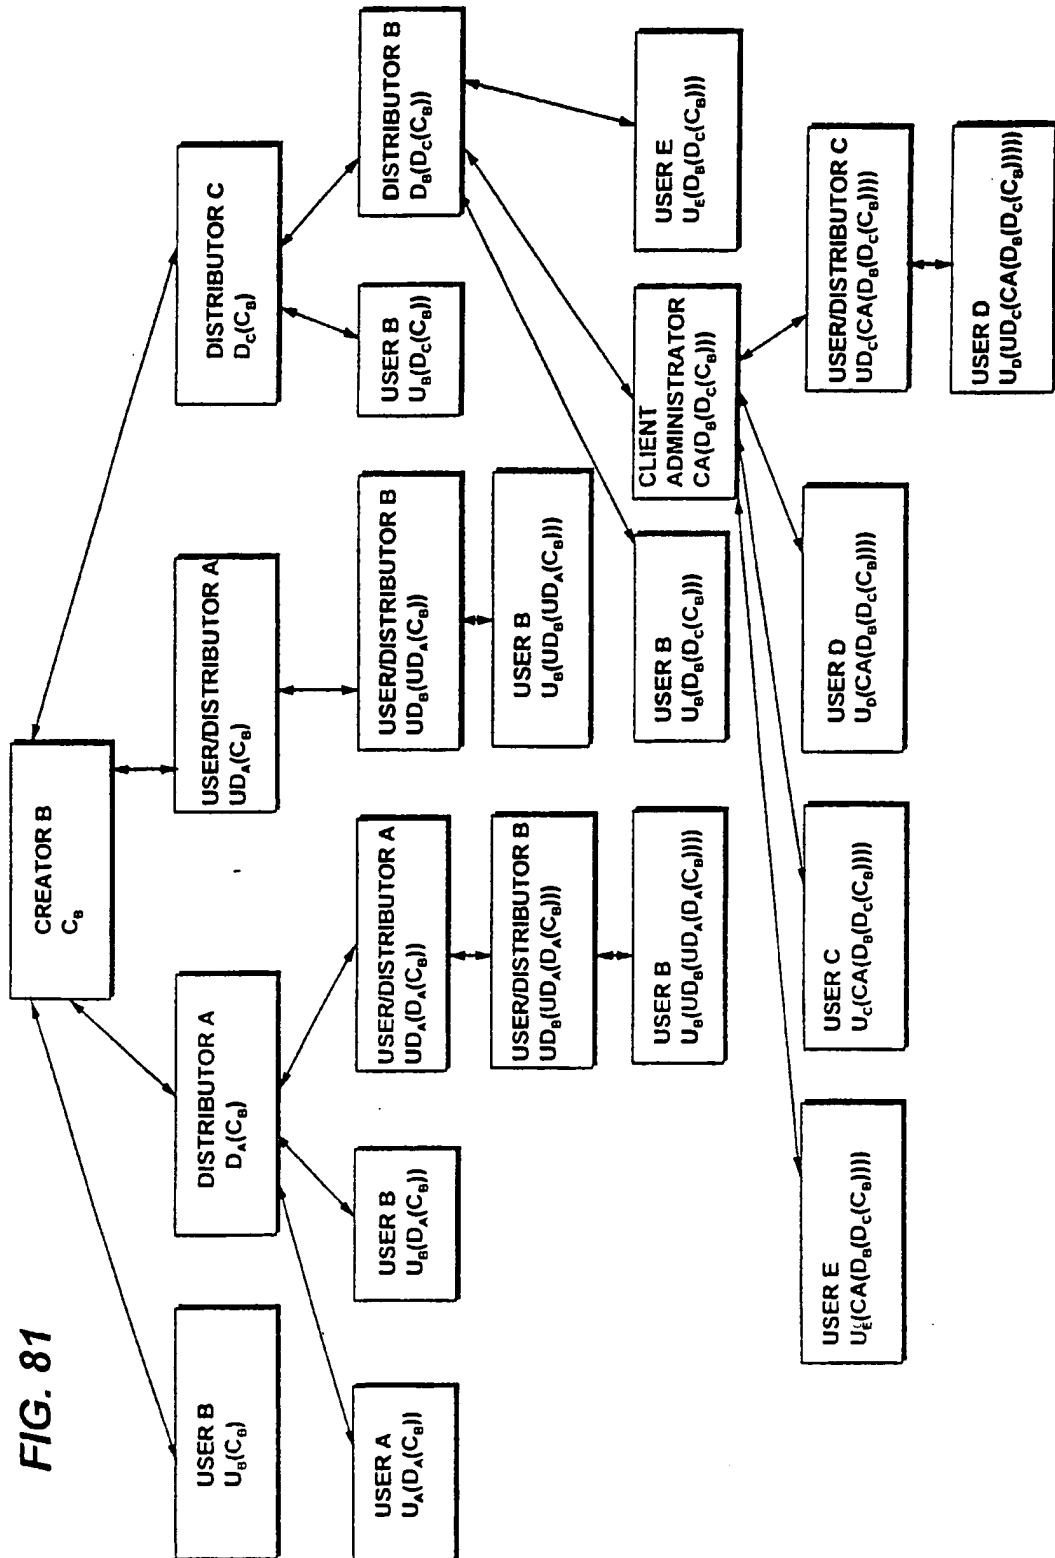 FIG. 81
CREATOR B
C_B
USER B
U_B(C_B)
DISTRIBUTOR A
D_A(C_B)
USER/DISTRIBUTOR A
UD_A(C_B)
DISTRIBUTOR C
D_C(C_B)
USER A
U_A(D_A(C_B))
USER B
U_B(D_A(C_B))
USER/DISTRIBUTOR A
UD_A(D_A(C_B))
USER/DISTRIBUTOR B
UD_B(UD_A(C_B))
USER B
U_B(D_C(C_B))
DISTRIBUTOR B
D_B(D_C(C_B))
USER/DISTRIBUTOR B
UD_B(UD_A(D_A(C_B)))
USER B
U_B(UD_B(UD_A(C_B)))
USER B
U_B(UD_B(UD_A(D_A(C_B))))
USER B
U_B(D_B(D_C(C_B)))
CLIENT
ADMINISTRATOR
CA(D_B(D_C(C_B)))
USER E
U_E(D_B(D_C(C_B)))
USER E
U_E(CA(D_B(D_C(C_B))))
USER C
U_C(CA(D_B(D_C(C_B))))
USER D
U_D(CA(D_B(D_C(C_B))))
USER/DISTRIBUTOR C
UD_C(CA(D_B(D_C(C_B))))
USER D
U_D(UD_C(CA(D_B(D_C(C_B)))))